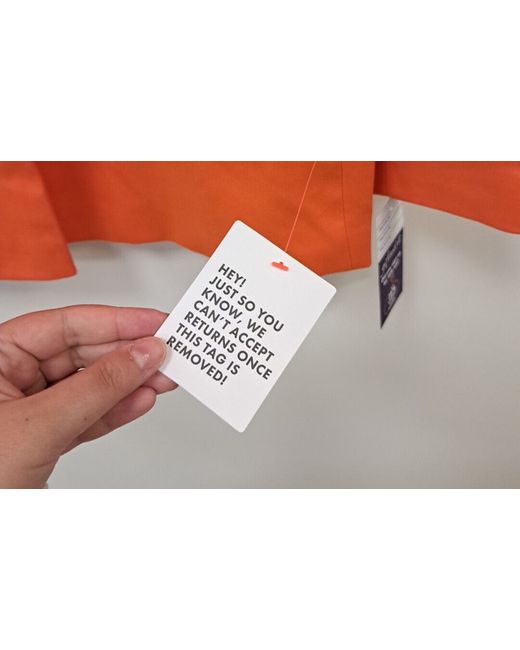 HEY!
JUST SO YOU
KNOW, WE
CAN'T ACCEPT
RETURNS ONCE
THIS TAG IS
REMOVED!